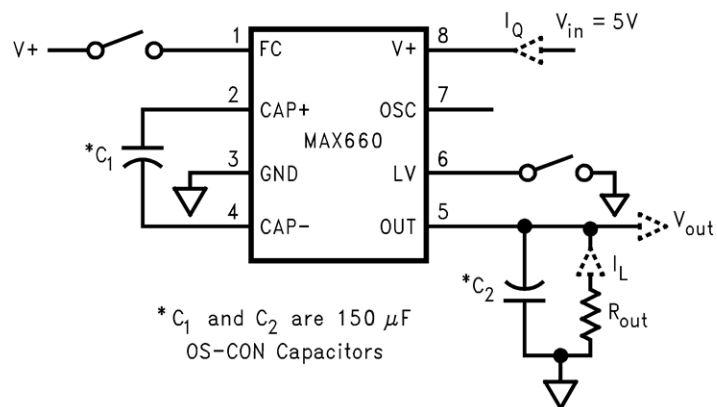 I_Q V_in = 5V
V+ 1 FC V+ 8
2 CAP+ OSC 7
MAX660
*C_1 3 GND LV 6
4 CAP- OUT 5
V_out
*C_2 I_L
R_out
*C_1 and C_2 are 150 μF
OS-CON Capacitors